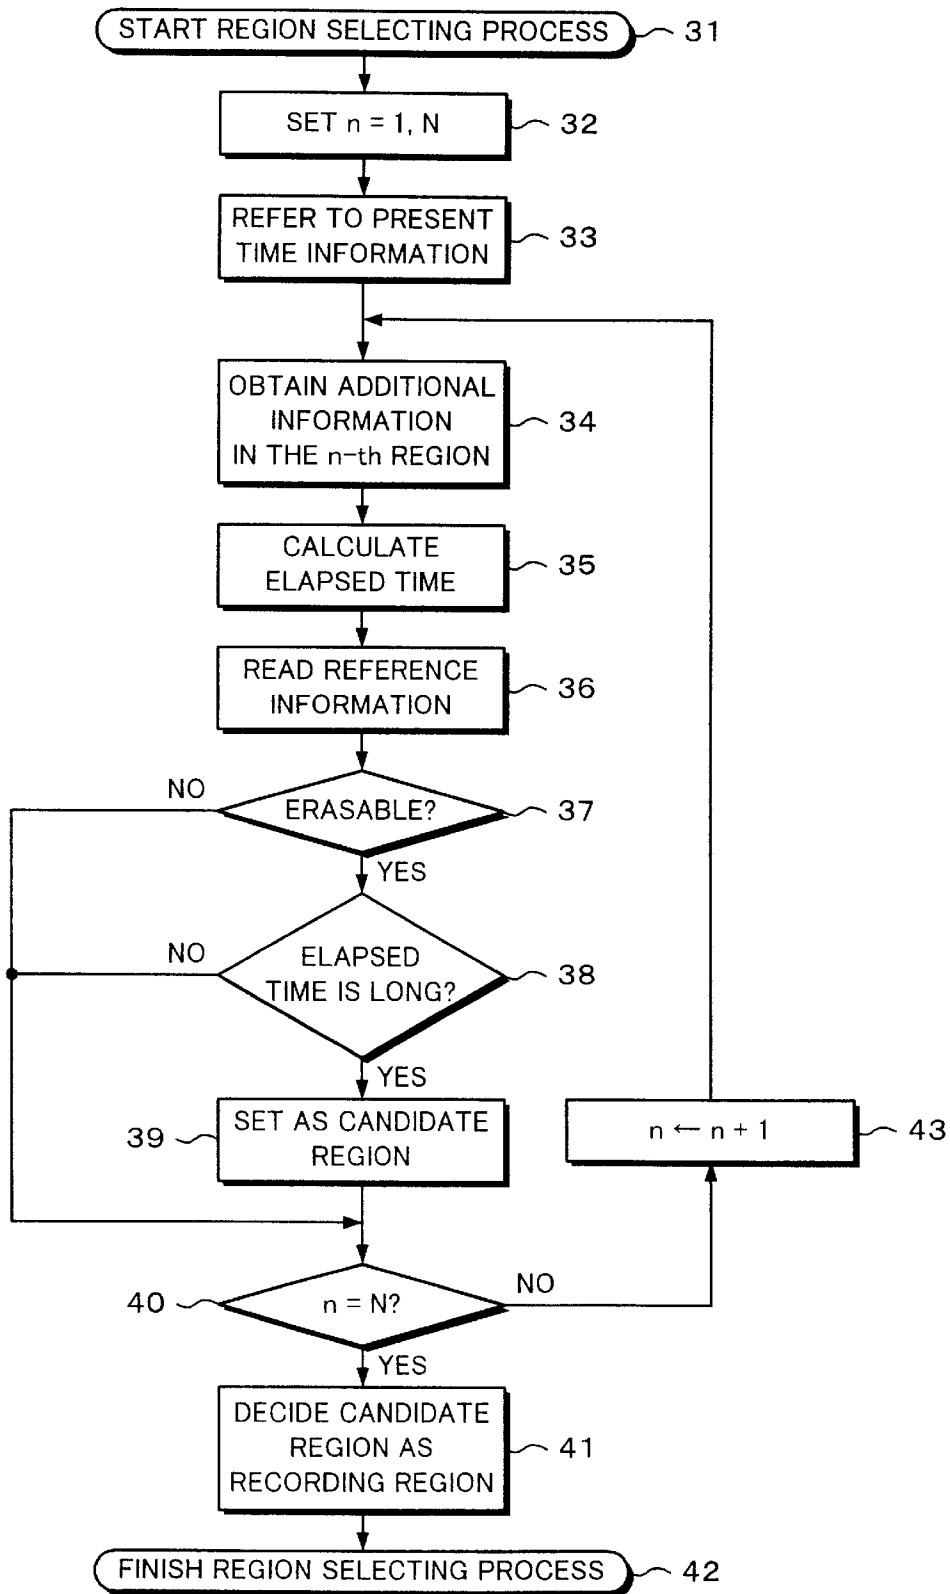 START REGION SELECTING PROCESS 31
SET n = 1, N 32
REFER TO PRESENT
TIME INFORMATION 33
OBTAIN ADDITIONAL
INFORMATION 34
IN THE n-th REGION
CALCULATE
ELAPSED TIME 35
READ REFERENCE
INFORMATION 36
NO
ERASABLE? 37
YES
NO
ELAPSED
TIME IS LONG? 38
YES
39 SET AS CANDIDATE
REGION
n ← n + 1 43
NO
40 n = N?
YES
DECIDE CANDIDATE
REGION AS 41
RECORDING REGION
FINISH REGION SELECTING PROCESS 42